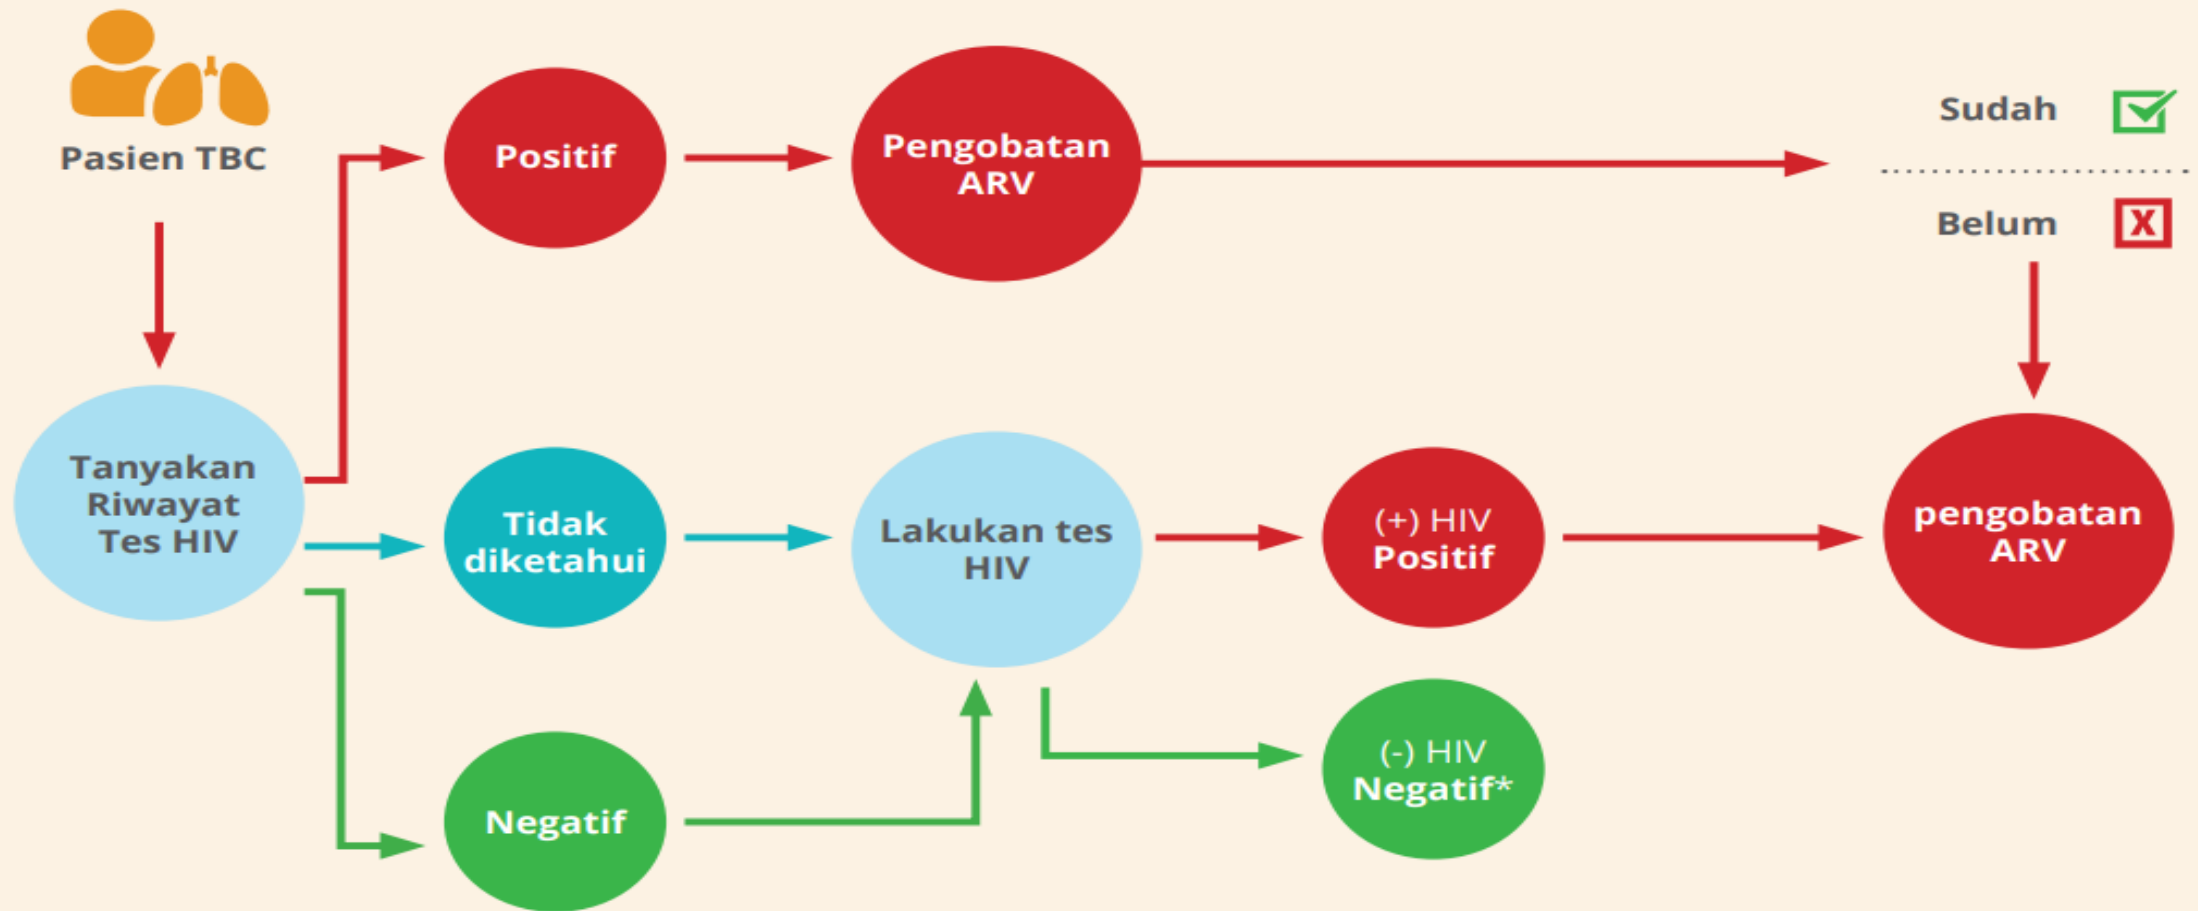 Pasien TBC
Positif
Pengobatan
ARV
Sudah
Belum
X
Tanyakan
Riwayat
Tes HIV
Tidak
diketahui
Lakukan tes
HIV
(+) HIV
Positif
pengobatan
ARV
Negatif
(-) HIV
Negatif*